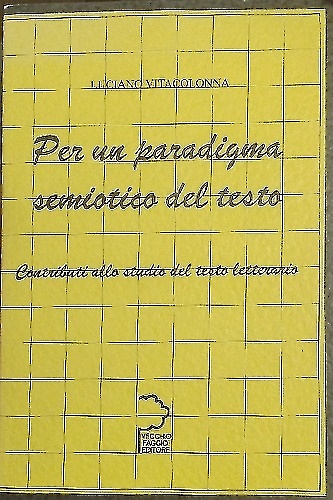 LUCIANO VITACOLONNA
Per un paradigma
semiotico del testo
Contributi allo studio del testo letterario
VECCHIO
FAGGIO
EDITORE